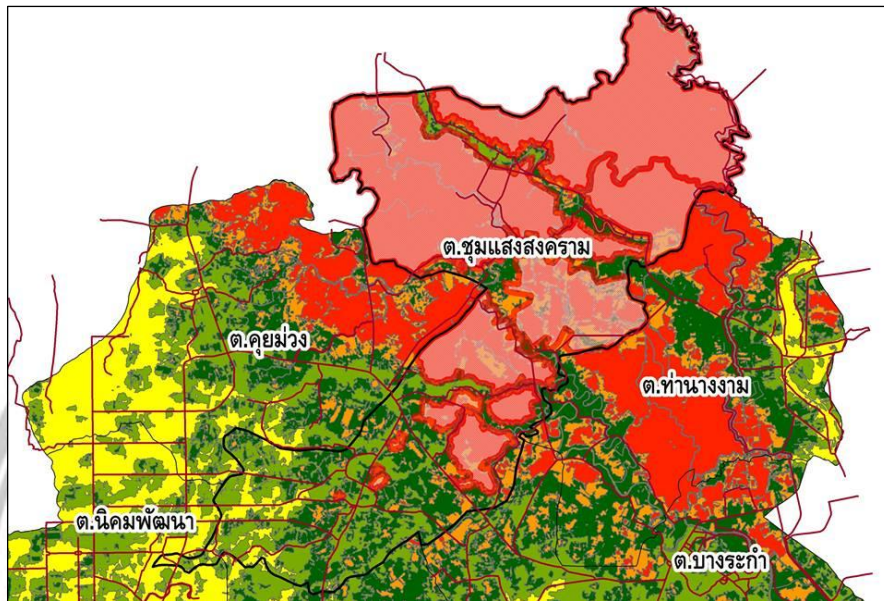 ต.ชุมแสงสงคราม
ต.คุยม่วง
ต.ท่านางงาม
ต.นิคมพัฒนา
ต.บางระกำ